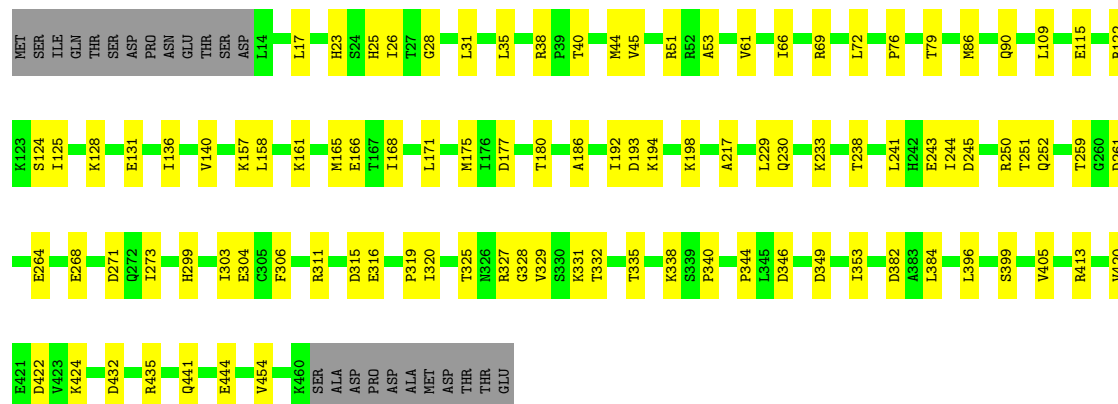 MET SER ILE GLN THR SER ASP PRO ASN GLU THR SER ASP L14 L17 H23 S24 H25 I26 T27 G28 L31 L35 R38 P39 T40 M44 V45 R51 R52 A53 V61 I66 R69 L72 P76 T79 M86 Q90 L109 E115
K123 S124 I125 K128 E131 I136 V140 K157 L158 K161 M165 E166 T167 I168 L171 M175 I176 D177 T180 A186 I192 D193 K194 K198 A217 L229 Q230 K233 T238 L241 H242 E243 I244 D245 R250 T251 Q252 T259 G260 D261
E264 E268 D271 Q272 I273 H299 I303 E304 C305 F306 R311 D315 E316 P319 I320 T325 N326 R327 G328 V329 S330 K331 T332 T335 K338 S339 P340 P344 L345 D346 D349 I353 D382 A383 L384 L396 S399 V405 R413
E421 D422 V423 K424 D432 R435 Q441 E444 V454 K460 SER ALA ASP PRO ASP ALA MET ASP THR THR GLU